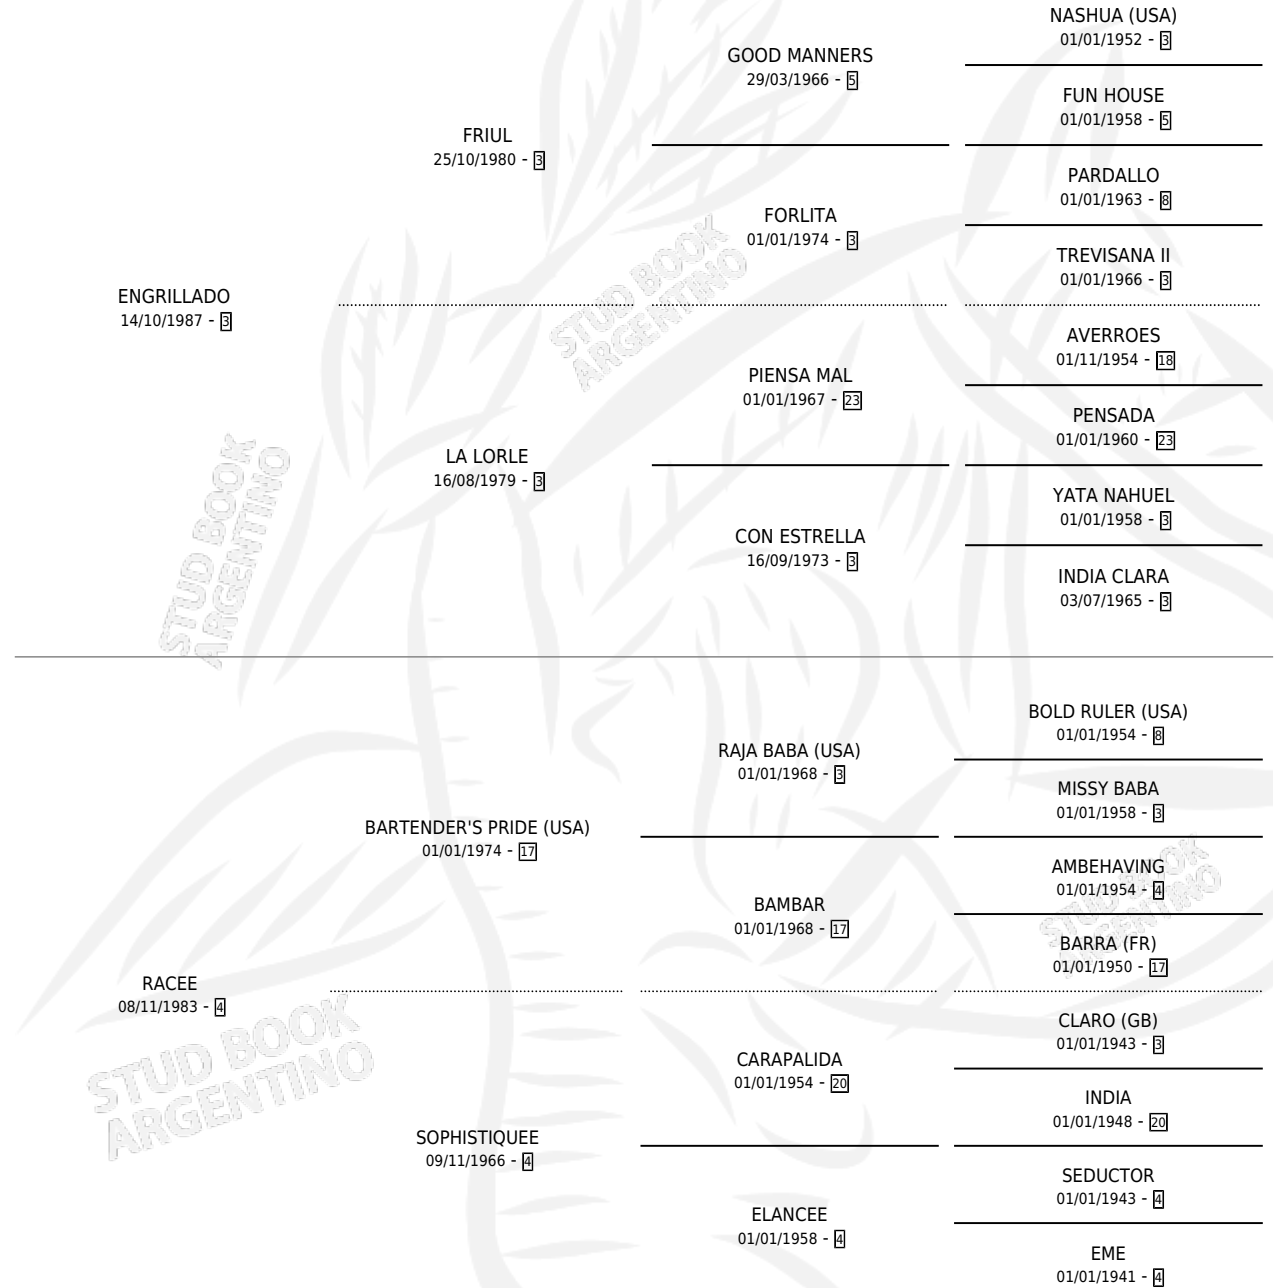 NASHUA (USA)
01/01/1952 - 3
GOOD MANNERS
29/03/1966 - 5
FUN HOUSE
01/01/1958 - 5
FRIUL
25/10/1980 - 3
PARDALLO
01/01/1963 - 8
FORLITA
01/01/1974 - 3
TREVISANA II
01/01/1966 - 3
ENGRILLADO
14/10/1987 - 3
AVERROES
01/11/1954 - 18
PIENSA MAL
01/01/1967 - 23
PENSADA
01/01/1960 - 23
LA LORLE
16/08/1979 - 3
YATA NAHUEL
01/01/1958 - 3
CON ESTRELLA
16/09/1973 - 3
INDIA CLARA
03/07/1965 - 3
BOLD RULER (USA)
01/01/1954 - 8
RAJA BABA (USA)
01/01/1968 - 3
MISSY BABA
01/01/1958 - 3
BARTENDER'S PRIDE (USA)
01/01/1974 - 17
AMBEHAVING
01/01/1954 - 4
BAMBAR
01/01/1968 - 17
BARRA (FR)
01/01/1950 - 17
RACEE
08/11/1983 - 4
CLARO (GB)
01/01/1943 - 3
CARAPALIDA
01/01/1954 - 20
INDIA
01/01/1948 - 20
SOPHISTIQUEE
09/11/1966 - 4
SEDUCTOR
01/01/1943 - 4
ELANCEE
01/01/1958 - 4
EME
01/01/1941 - 4
STUD BOOK
ARGENTINO
STUD BOOK
ARGENTINO
STUD BOOK
ARGENTINO
STUD BOOK
ARGENTINO